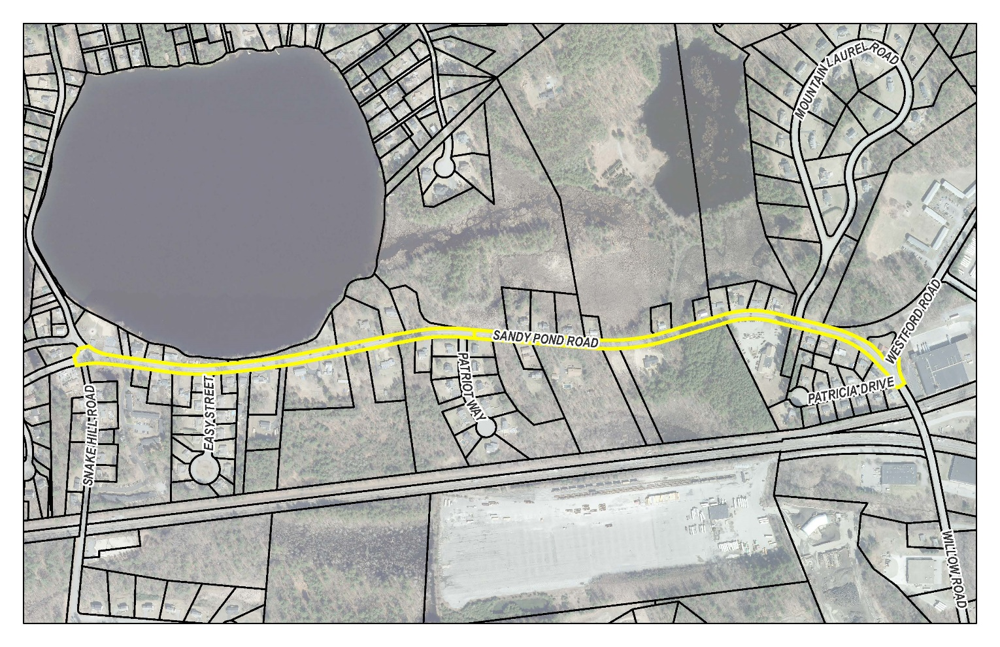 MOUNTAIN LAUREL ROAD
WESTFORD ROAD
SANDY POND ROAD
PATRIOT WAY
EASY STREET
SNAKE HILL ROAD
PATRICIA DRIVE
WILLOW ROAD